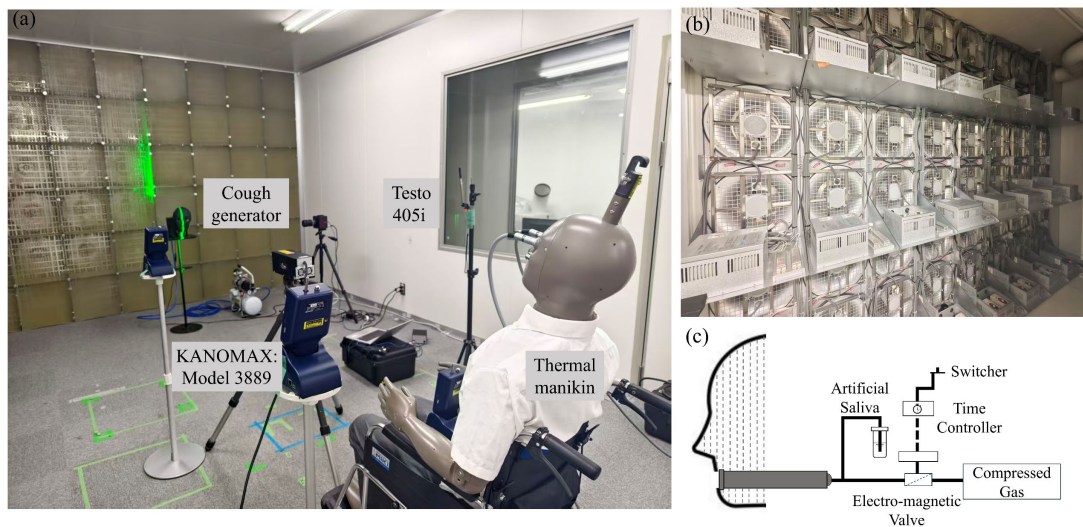 (a)
Cough
generator
Testo
405i
KANOMAX:
Model 3889
Thermal
manikin
(b)
(c)
Artificial
Saliva
Switcher
Time
Controller
Electro-magnetic
Valve
Compressed
Gas